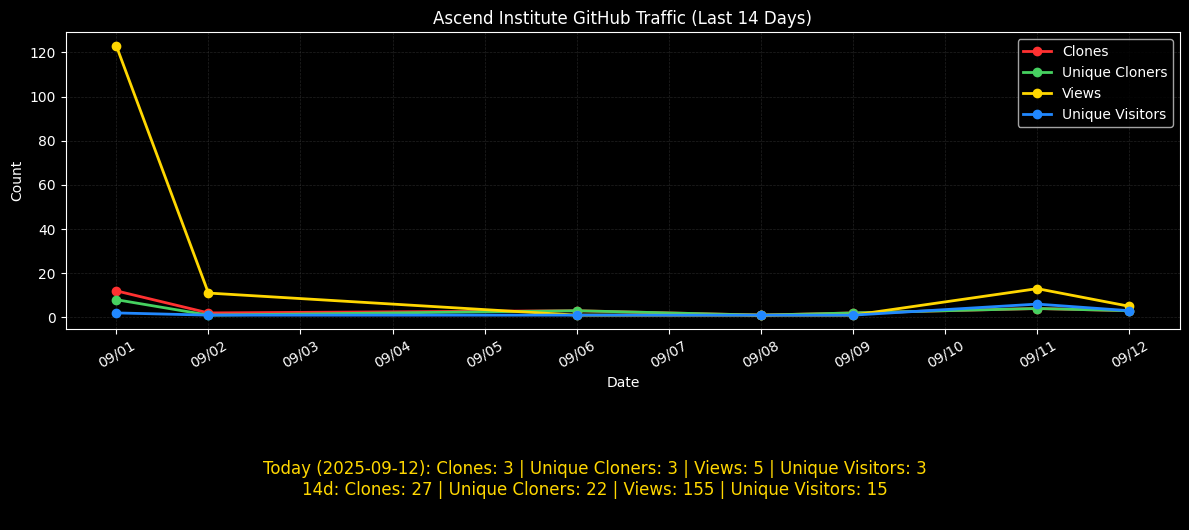 Ascend Institute GitHub Traffic (Last 14 Days)
Clones
Unique Cloners
Views
Unique Visitors
Count
120
100
80
60
40
20
0
09/01
09/02
09/03
09/04
09/05
09/06
09/07
09/08
09/09
09/10
09/11
09/12
Date
Today (2025-09-12): Clones: 3 | Unique Cloners: 3 | Views: 5 | Unique Visitors: 3
14d: Clones: 27 | Unique Cloners: 22 | Views: 155 | Unique Visitors: 15